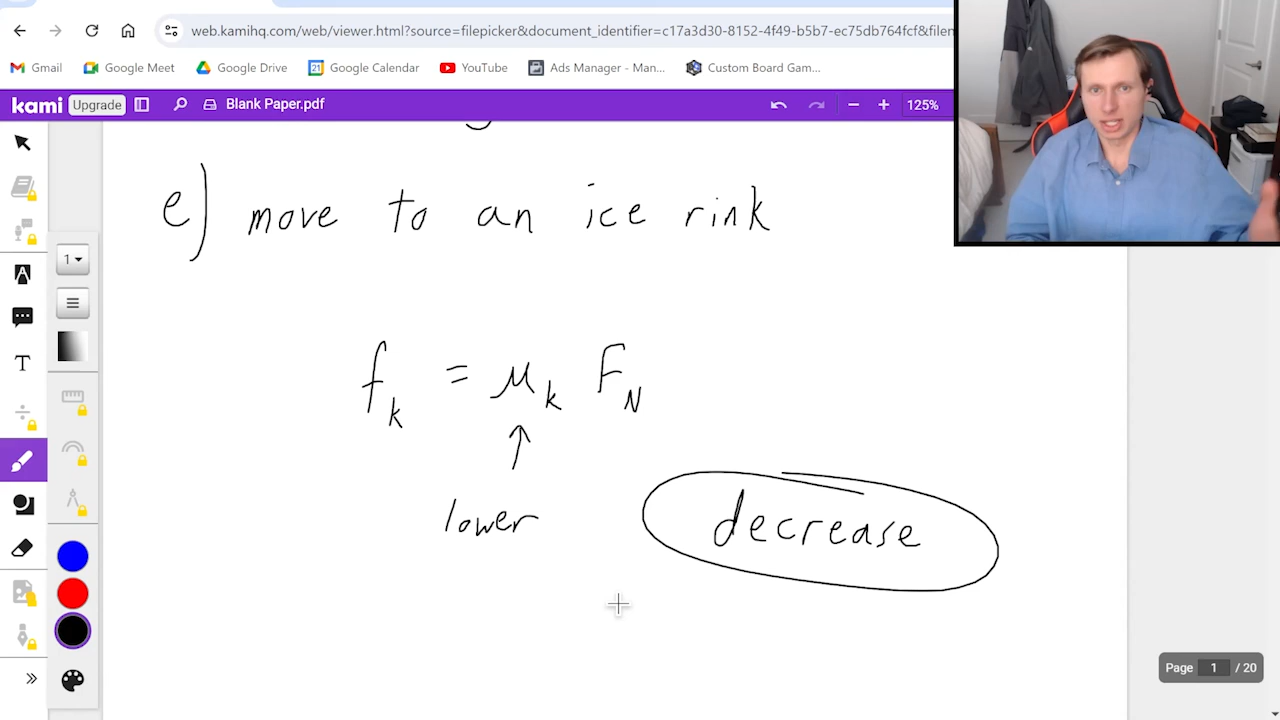 web.kamihq.com/web/viewer.html?source=filepicker&document_identifier=c17a3d30-8152-4f49-b5b7-ec75db764fcf&filen
Gmail Google Meet Google Drive 21 Google Calendar YouTube Ads Manager - Man... Custom Board Gam...
kami Upgrade Blank Paper.pdf 125%
e) move to an ice rink
f_k = μ_k F_N
↑
lower
decrease
A
T
1
Page 1 / 20